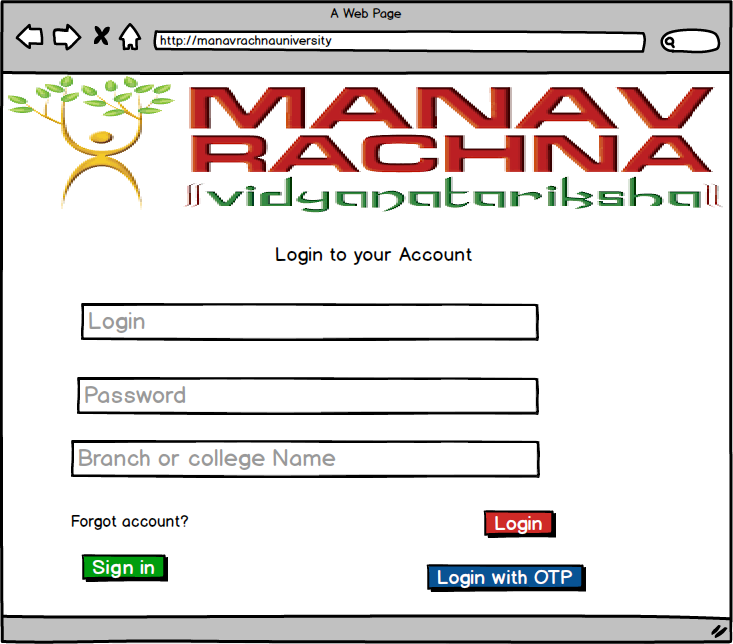 A Web Page
http://manavrachnauniversity
MANAV
RACHNA
vidyanatariksha
Login to your Account
Login
Password
Branch or college Name
Forgot account?
Login
Sign in
Login with OTP